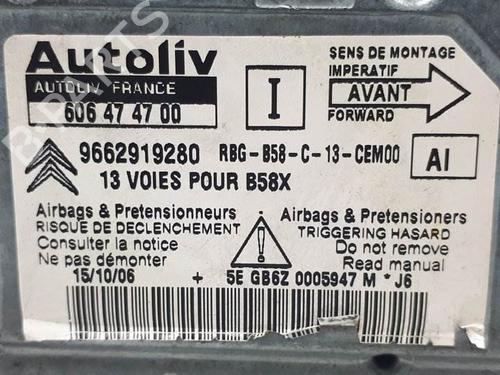 Autoliv
AUTOLIV FRANCE
606 47 47 00
I
SENS DE MONTAGE
IMPERATIF
AVANT
FORWARD
9662919280 RBG-B58-C-13-CEM00
AI
13 VOIES POUR B58X
Airbags & Pretensionneurs
RISQUE DE DECLENCHEMENT
Consulter la notice
Ne pas démonter
Airbags & Pretensioners
TRIGGERING HASARD
Do not remove
Read manual
15/10/06 + 5E GB6Z 0005947 M * J6
B-PARTS